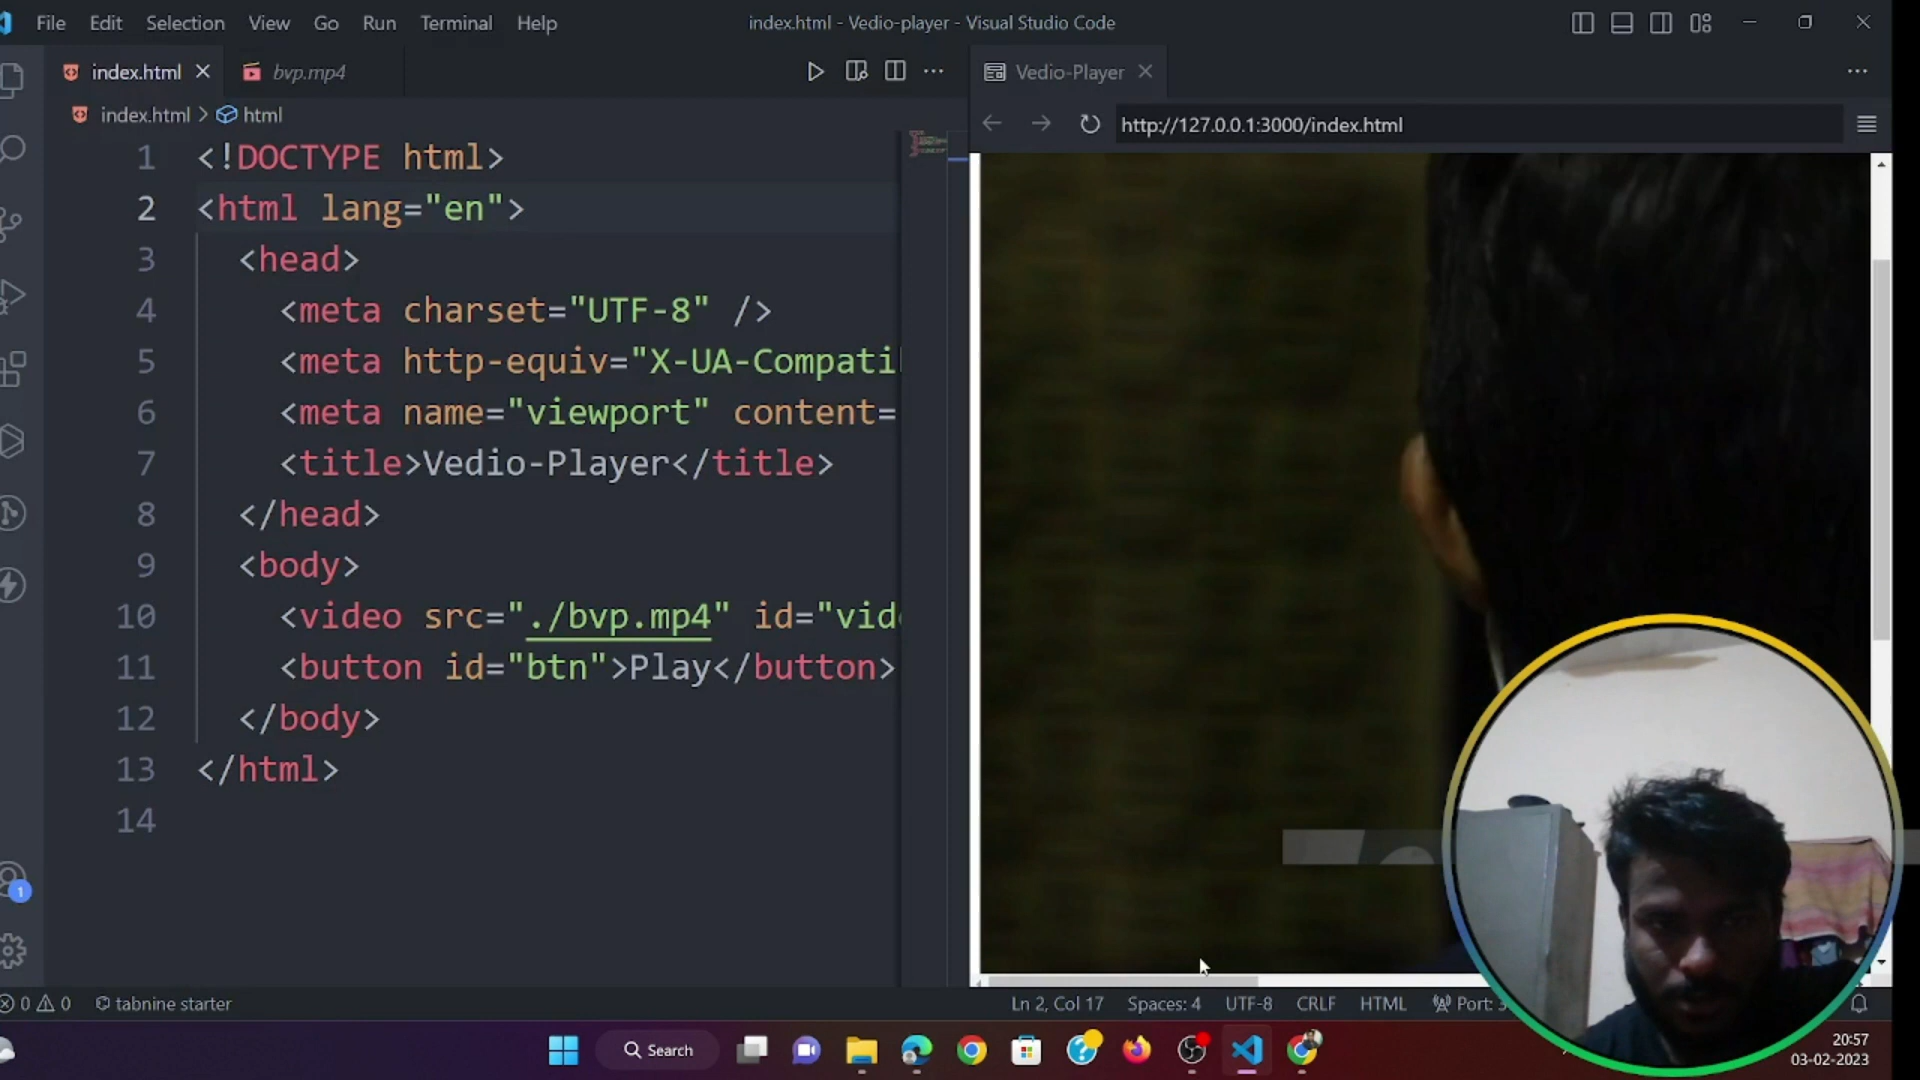 File Edit Selection View Go Run Terminal Help
index.html - Vedio-player - Visual Studio Code
index.html
bvp.mp4
Vedio-Player
index.html > html
http://127.0.0.1:3000/index.html
1 <!DOCTYPE html>
2 <html lang="en">
3 <head>
4 <meta charset="UTF-8" />
5 <meta http-equiv="X-UA-Compati
6 <meta name="viewport" content=
7 <title>Vedio-Player</title>
8 </head>
9 <body>
10 <video src="./bvp.mp4" id="vid
11 <button id="btn">Play</button>
12 </body>
13 </html>
14
1
0 0 tabnine starter
Ln 2, Col 17 Spaces: 4 UTF-8 CRLF HTML Port: 3
Search
20:57
03-02-2023